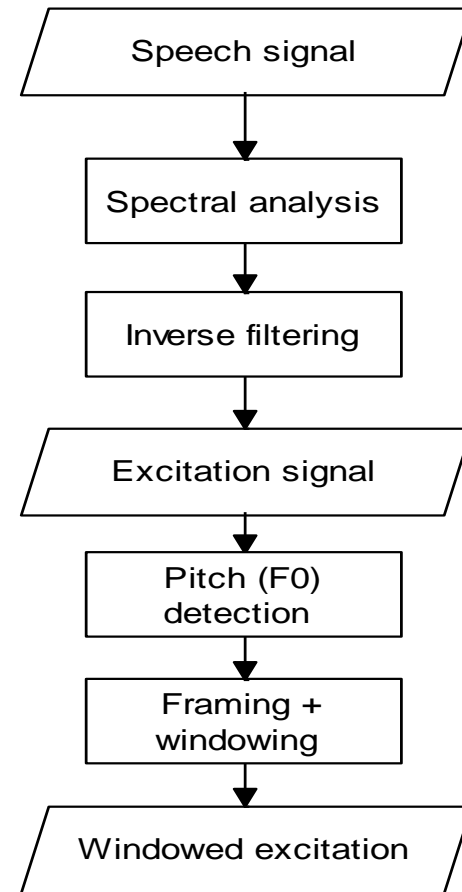 Speech signal
Spectral analysis
Inverse filtering
Excitation signal
Pitch (F0)
detection
Framing +
windowing
Windowed excitation